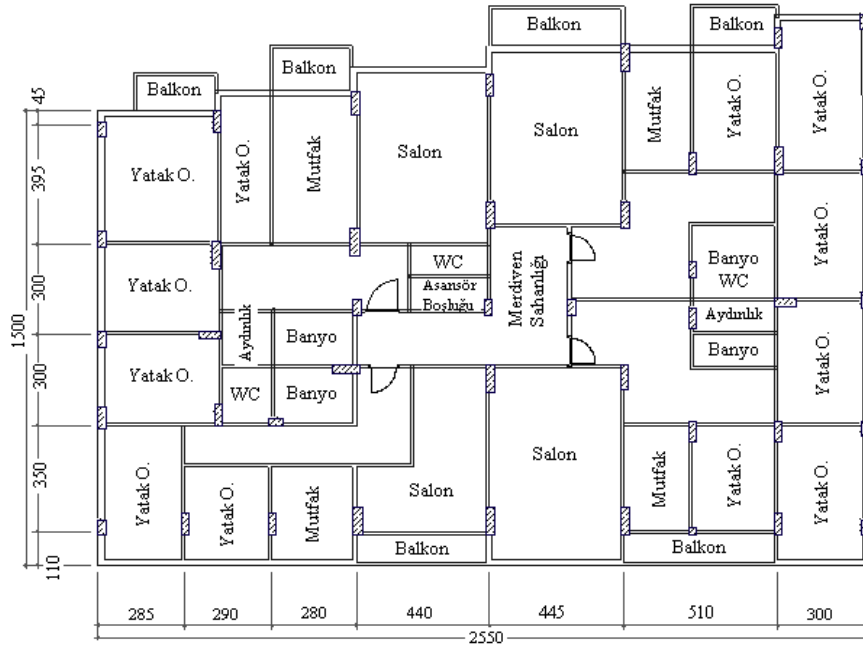 Balkon
Balkon
Balkon
Balkon
Balkon
Yatak O.
Yatak O.
Mutfak
Salon
Salon
Mutfak
Yatak O.
Yatak O.
Yatak O.
WC
Asansör
Boşluğu
Merdiven
Sahanlığı
Banyo
WC
Yatak O.
Aydınlık
Banyo
Aydınlık
Banyo
Yatak O.
Yatak O.
WC
Banyo
Yatak O.
Yatak O.
Mutfak
Salon
Salon
Mutfak
Yatak O.
Yatak O.
Balkon
Balkon
45
395
300
300
350
110
1500
285
290
280
440
445
510
300
2550